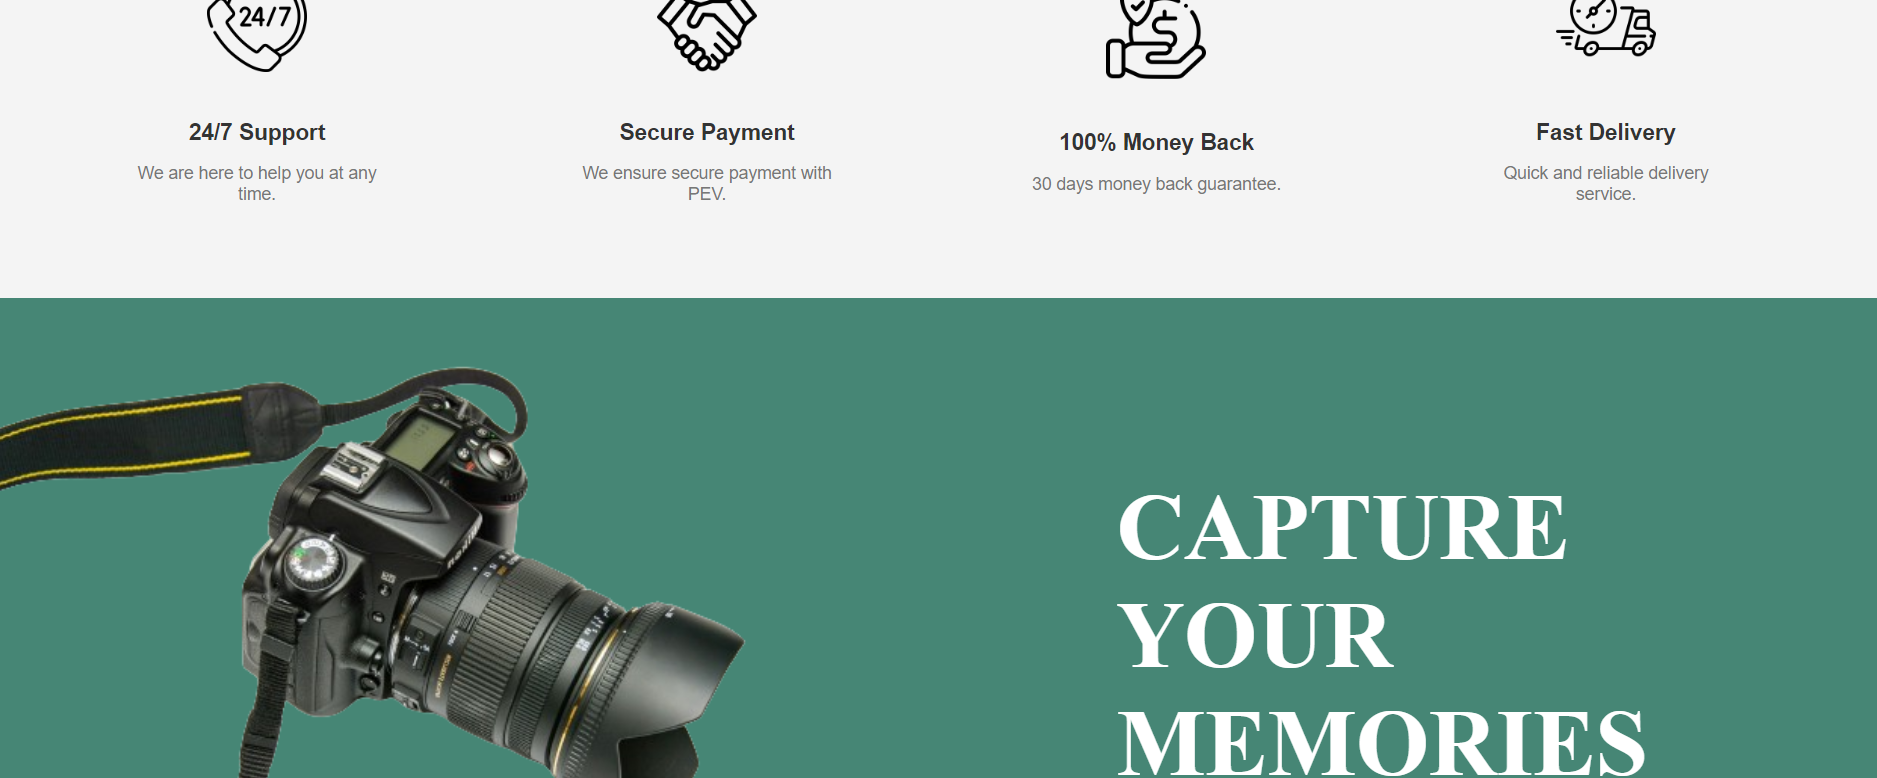 24/7
24/7 Support
We are here to help you at any
time.
Secure Payment
We ensure secure payment with
PEV.
$
100% Money Back
30 days money back guarantee.
Fast Delivery
Quick and reliable delivery
service.
CAPTURE
YOUR
MEMORIES